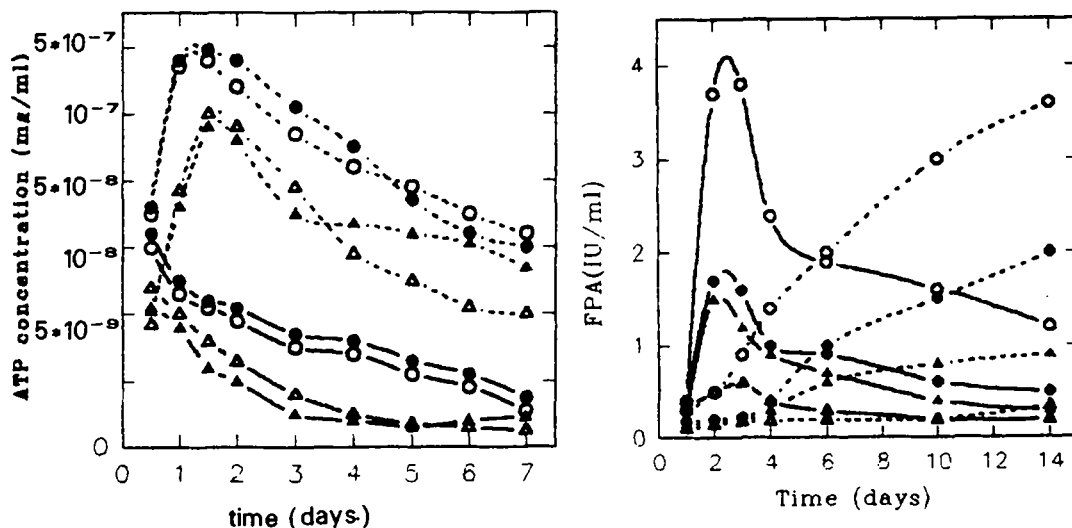 ATP concentration (mg/ml)
5*10-7
10-7
5*10-8
10-8
5*10-9
0
0 1 2 3 4 5 6 7
time (days.)
FPA(IU/ml)
4
3
2
1
0
0 2 4 6 8 10 12 14
Time (days)